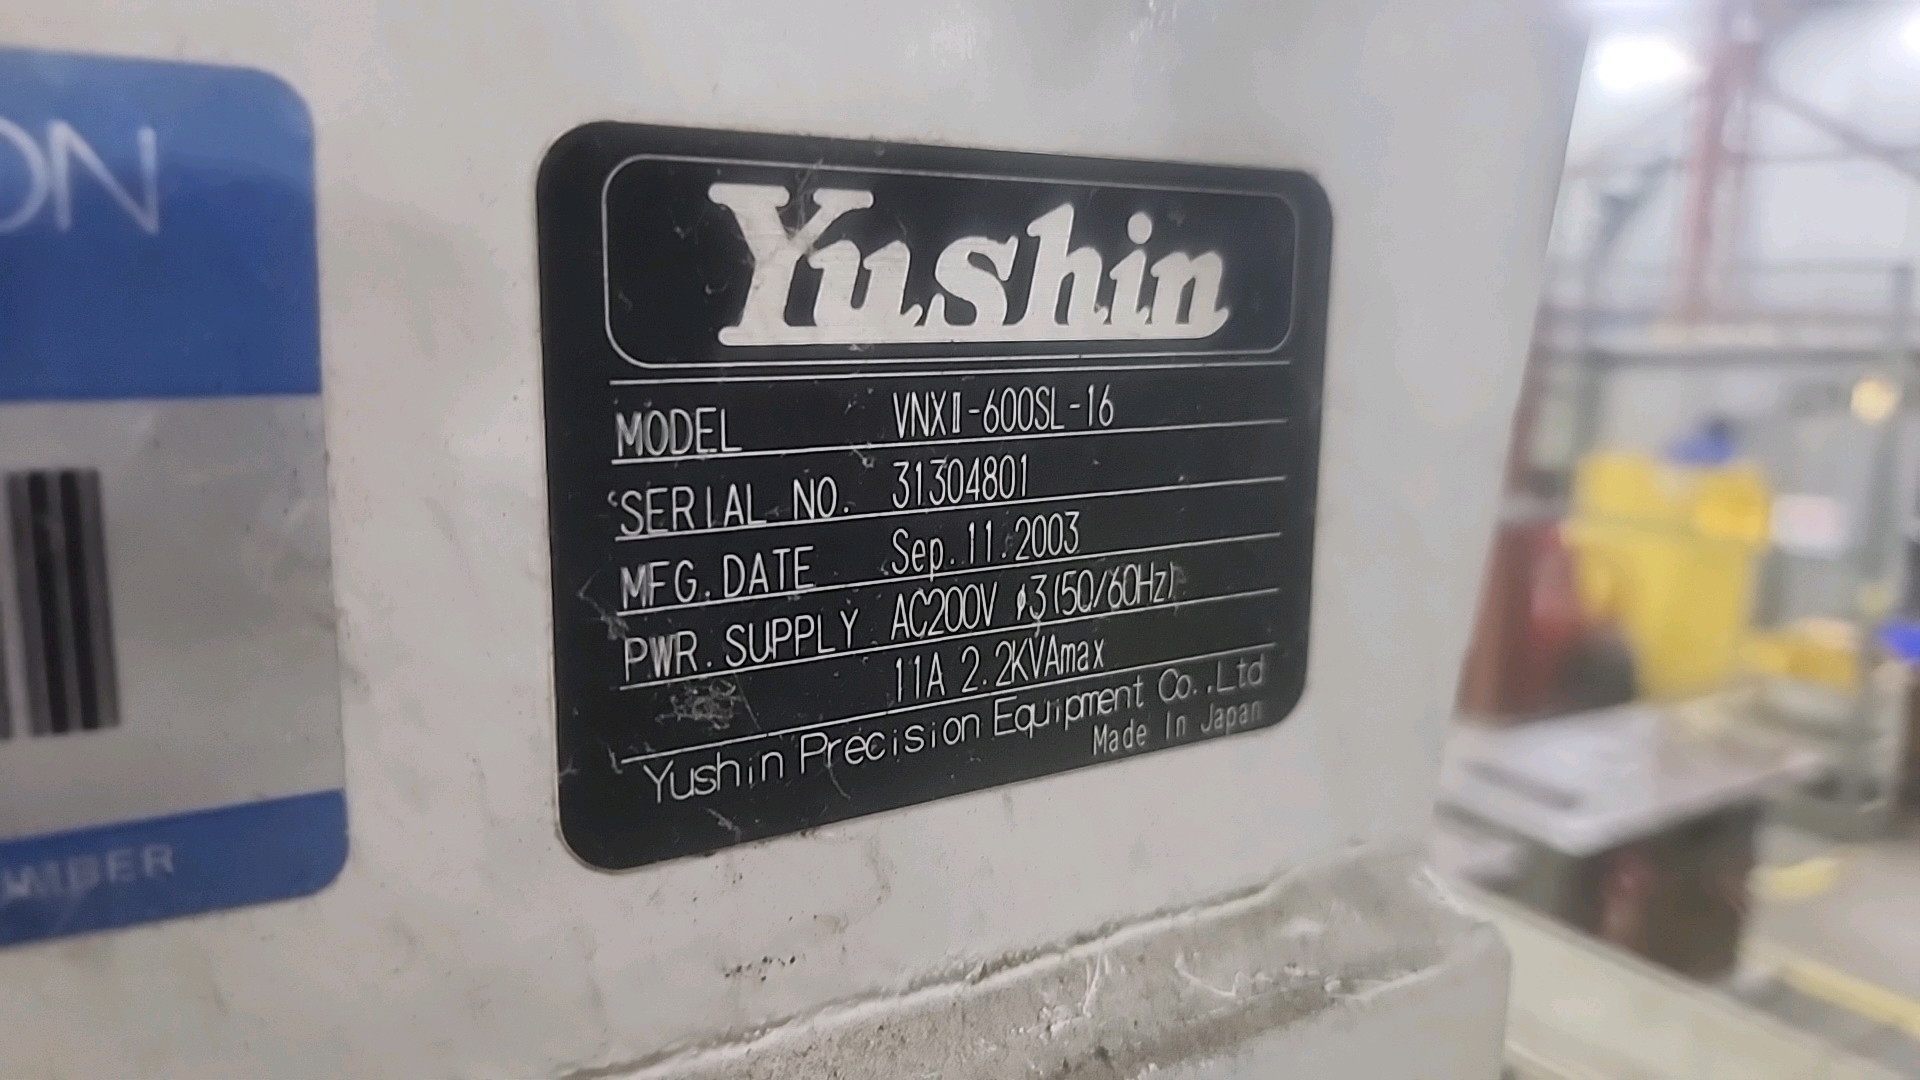 ON
Yushin
MODEL VNXⅡ-600SL-16
SERIAL NO. 31304801
MFG. DATE Sep. 11. 2003
PWR. SUPPLY AC200V φ3(50/60Hz)
11A 2.2KVAmax
Yushin Precision Equipment Co.,Ltd
Made In Japan